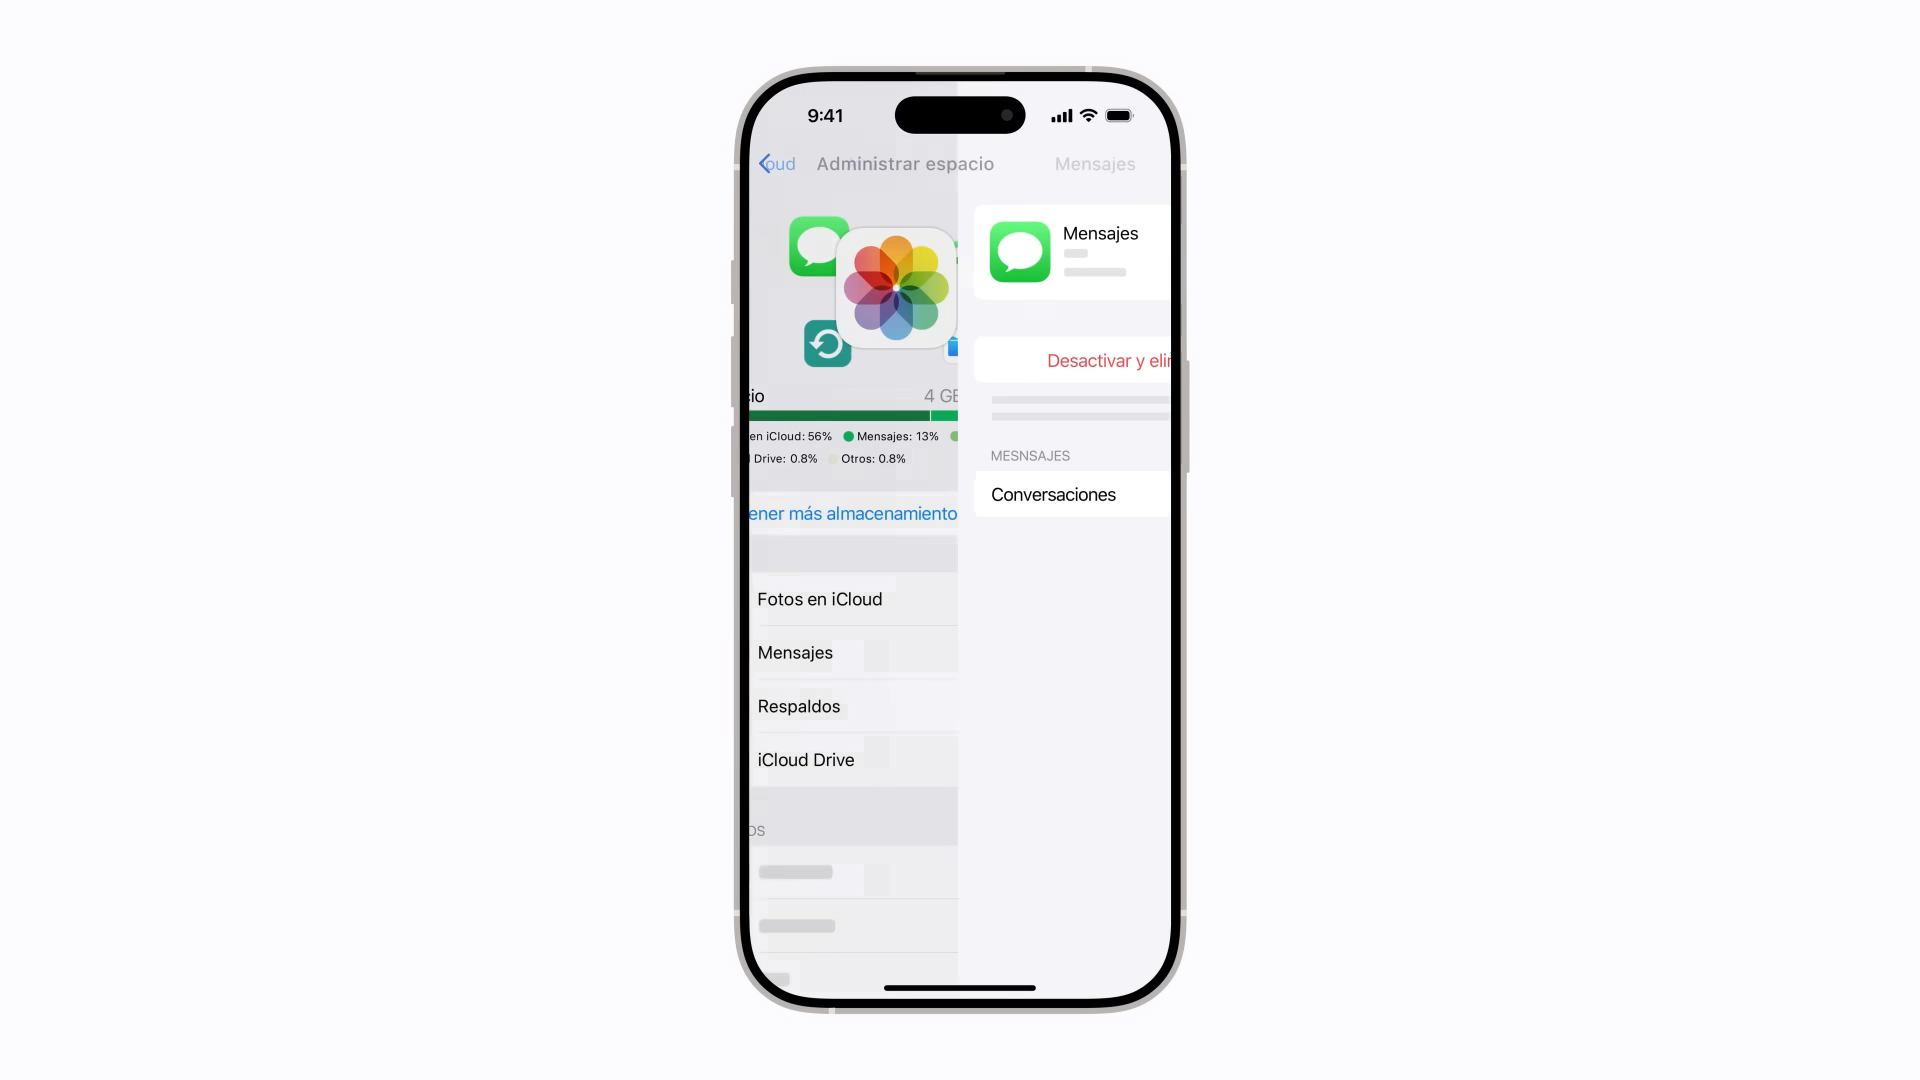 9:41
oud Administrar espacio Mensajes
Mensajes
Desactivar y eli
cio 4 GB
en iCloud: 56% Mensajes: 13%
Drive: 0.8% Otros: 0.8%
MESNSAJES
Conversaciones
ener más almacenamiento
Fotos en iCloud
Mensajes
Respaldos
iCloud Drive
OS